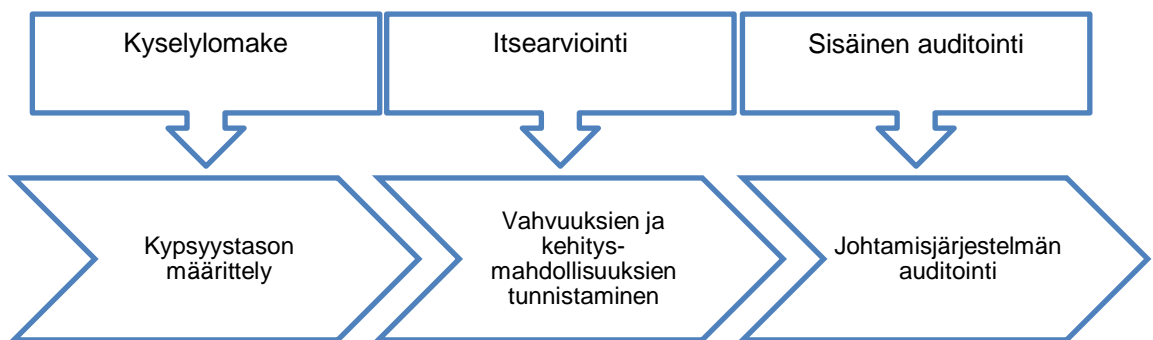 Kyselylomake
Itsearviointi
Sisäinen auditointi
Kypsyystason
määrittely
Vahvuuksien ja
kehitys-
mahdollisuuksien
tunnistaminen
Johtamisjärjestelmän
auditointi